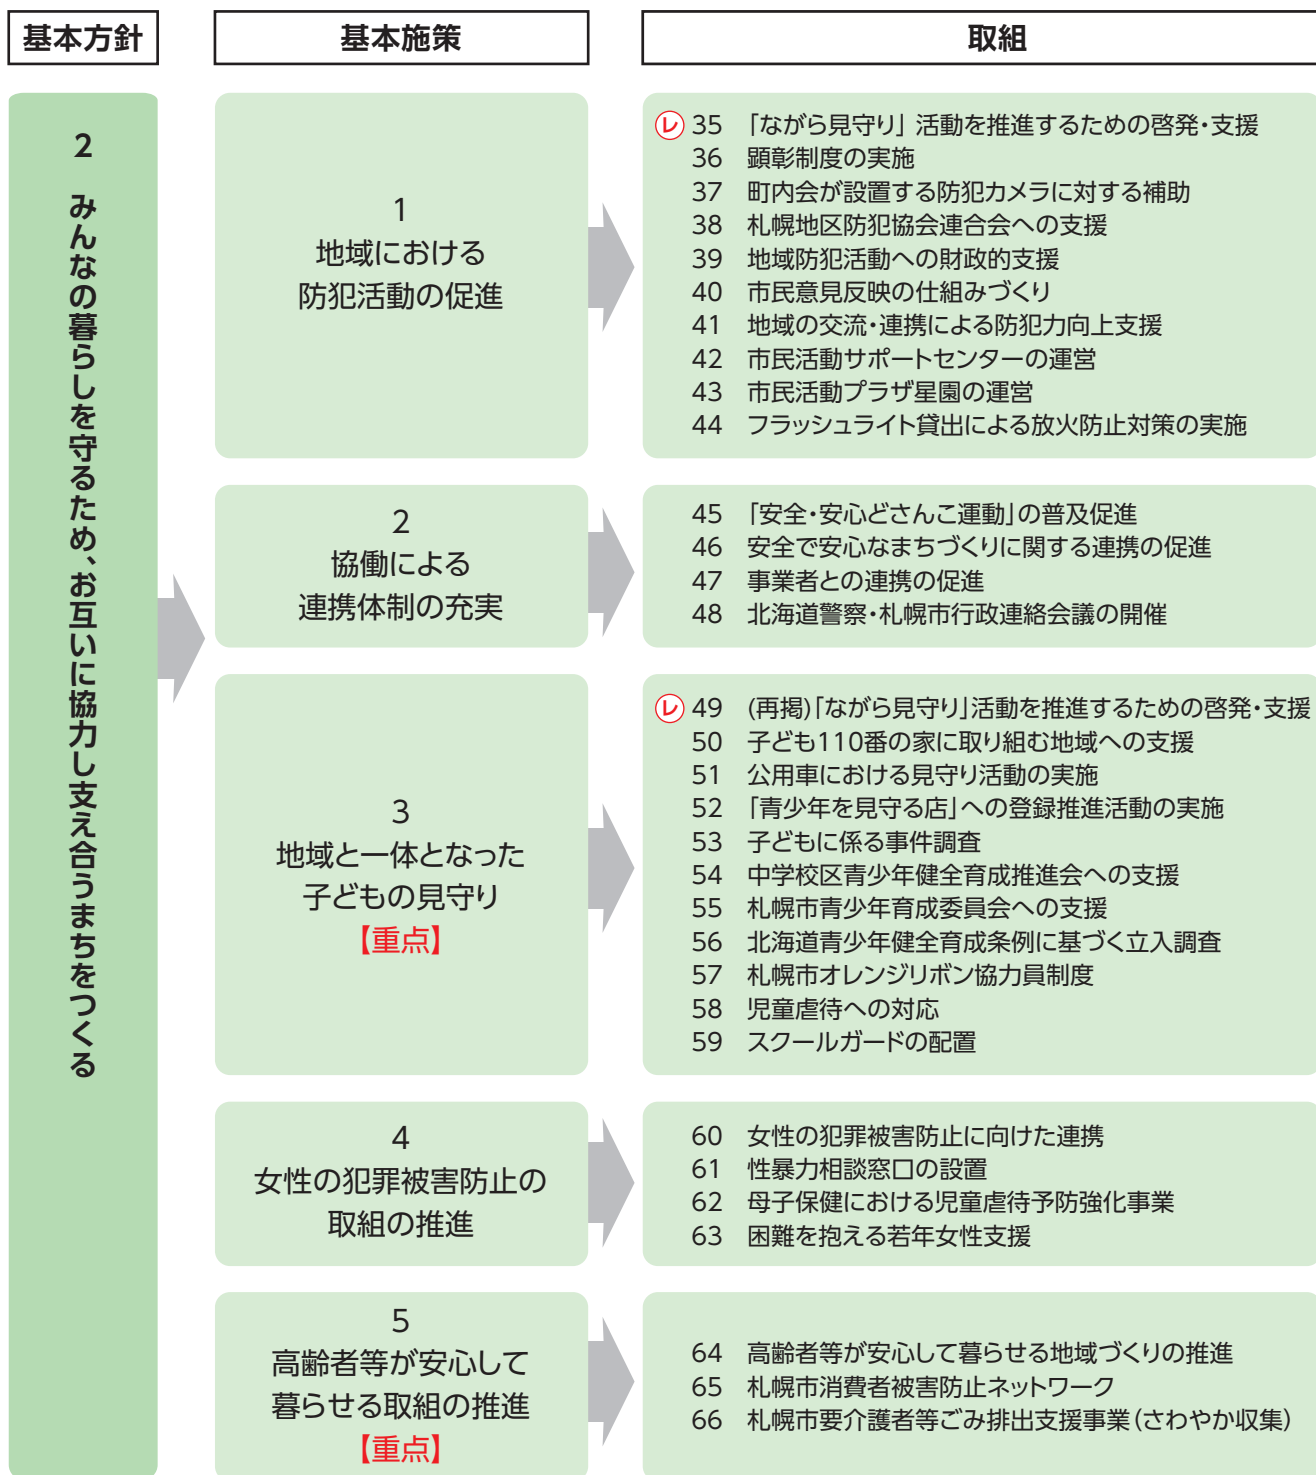 基本方針
基本施策
取組
2 みんなの暮らしを守るため、お互いに協力し支え合うまちをつくる
1
地域における
防犯活動の促進
レ 35 「ながら見守り」 活動を推進するための啓発・支援
36 顕彰制度の実施
37 町内会が設置する防犯カメラに対する補助
38 札幌地区防犯協会連合会への支援
39 地域防犯活動への財政的支援
40 市民意見反映の仕組みづくり
41 地域の交流・連携による防犯力向上支援
42 市民活動サポートセンターの運営
43 市民活動プラザ星園の運営
44 フラッシュライト貸出による放火防止対策の実施
2
協働による
連携体制の充実
45 「安全・安心どさんこ運動」の普及促進
46 安全で安心なまちづくりに関する連携の促進
47 事業者との連携の促進
48 北海道警察・札幌市行政連絡会議の開催
3
地域と一体となった
子どもの見守り
【重点】
レ 49 (再掲)「ながら見守り」活動を推進するための啓発・支援
50 子ども110番の家に取り組む地域への支援
51 公用車における見守り活動の実施
52 「青少年を見守る店」への登録推進活動の実施
53 子どもに係る事件調査
54 中学校区青少年健全育成推進会への支援
55 札幌市青少年育成委員会への支援
56 北海道青少年健全育成条例に基づく立入調査
57 札幌市オレンジリボン協力員制度
58 児童虐待への対応
59 スクールガードの配置
4
女性の犯罪被害防止の
取組の推進
60 女性の犯罪被害防止に向けた連携
61 性暴力相談窓口の設置
62 母子保健における児童虐待予防強化事業
63 困難を抱える若年女性支援
5
高齢者等が安心して
暮らせる取組の推進
【重点】
64 高齢者等が安心して暮らせる地域づくりの推進
65 札幌市消費者被害防止ネットワーク
66 札幌市要介護者等ごみ排出支援事業(さわやか収集)